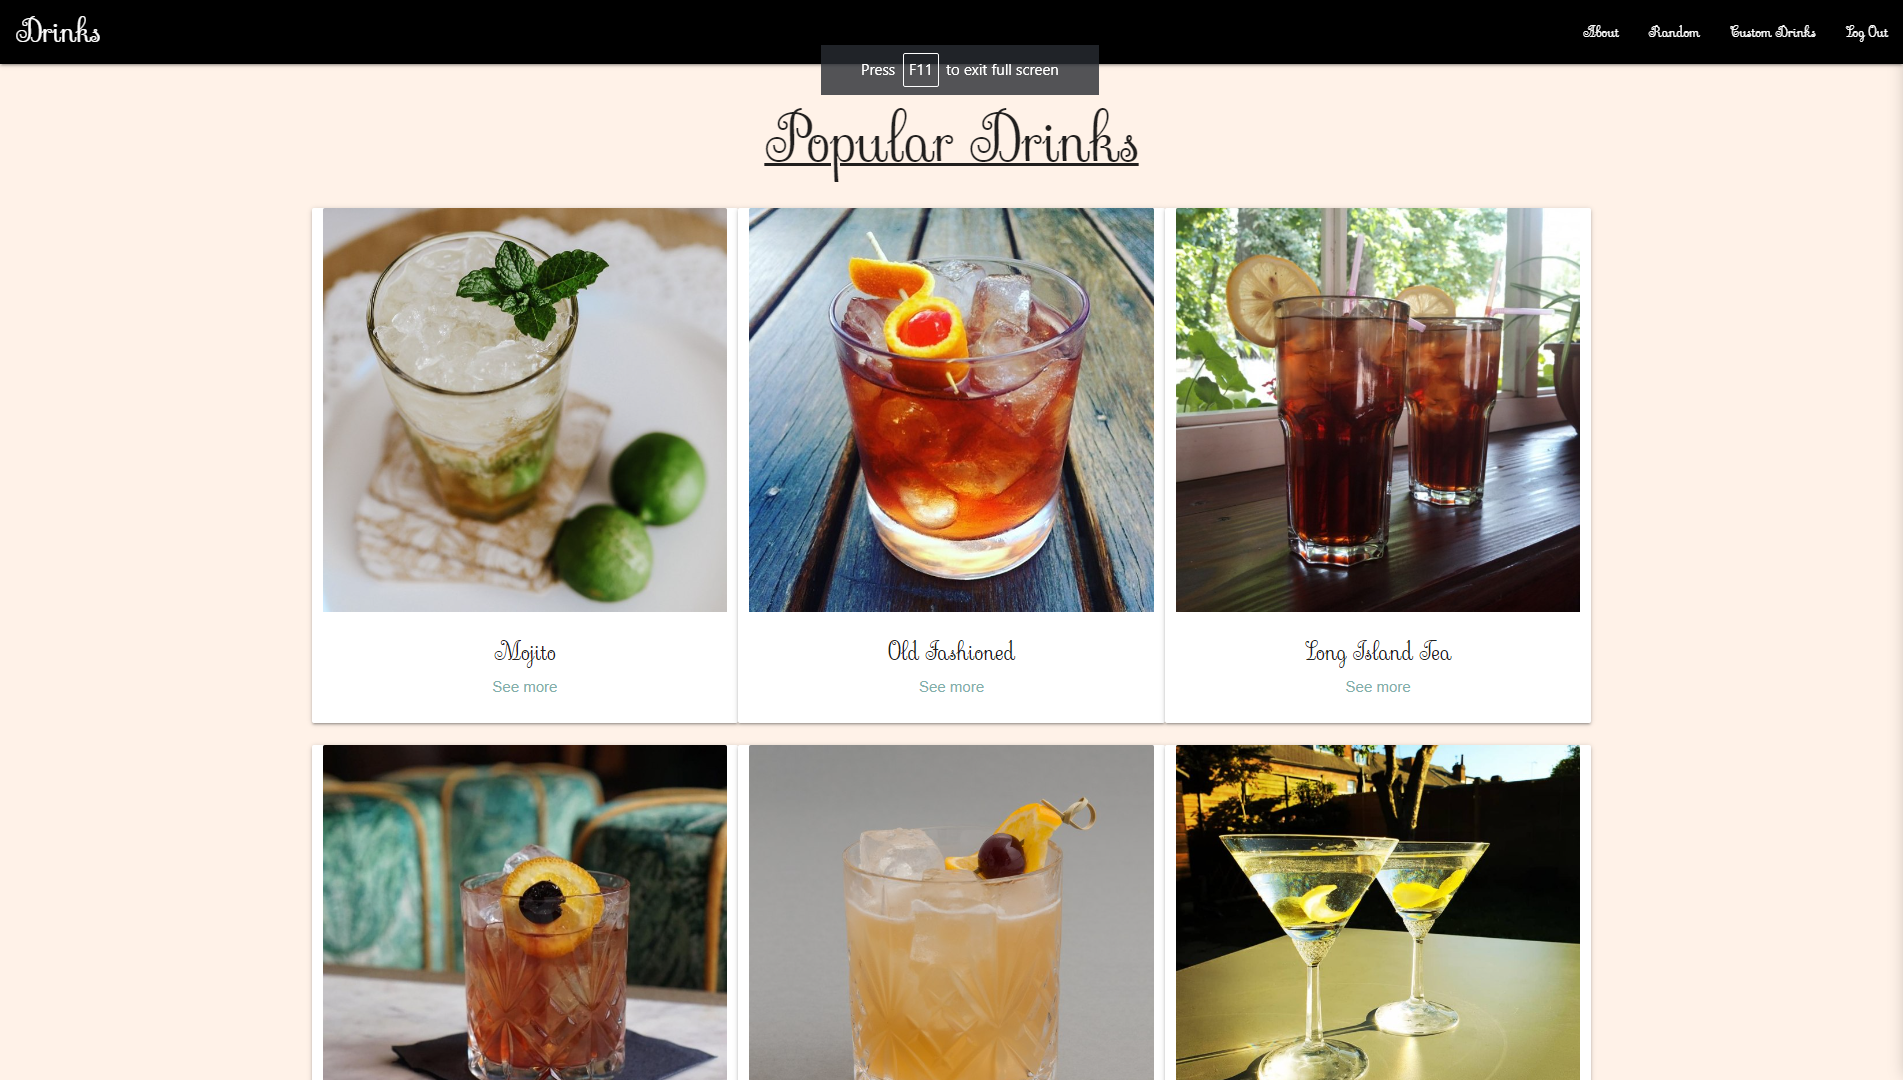 Drinks
About Random Custom Drinks Log Out
Press F11 to exit full screen
Popular Drinks
Mojito
See more
Old Fashioned
See more
Long Island Tea
See more